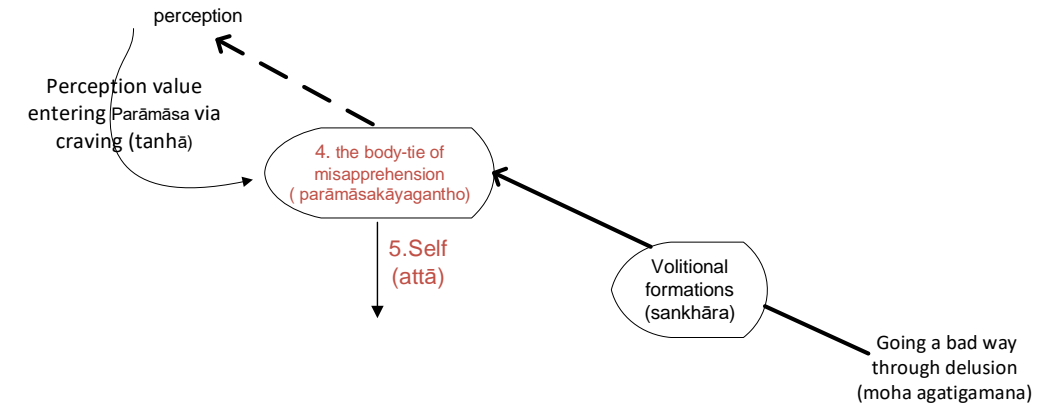 perception
Perception value
entering Parāmāsa via
craving (tanhā)
4. the body-tie of
misapprehension
( parāmāsakāyagantho)
5.Self
(attā)
Volitional
formations
(sankhāra)
Going a bad way
through delusion
(moha agatigamana)